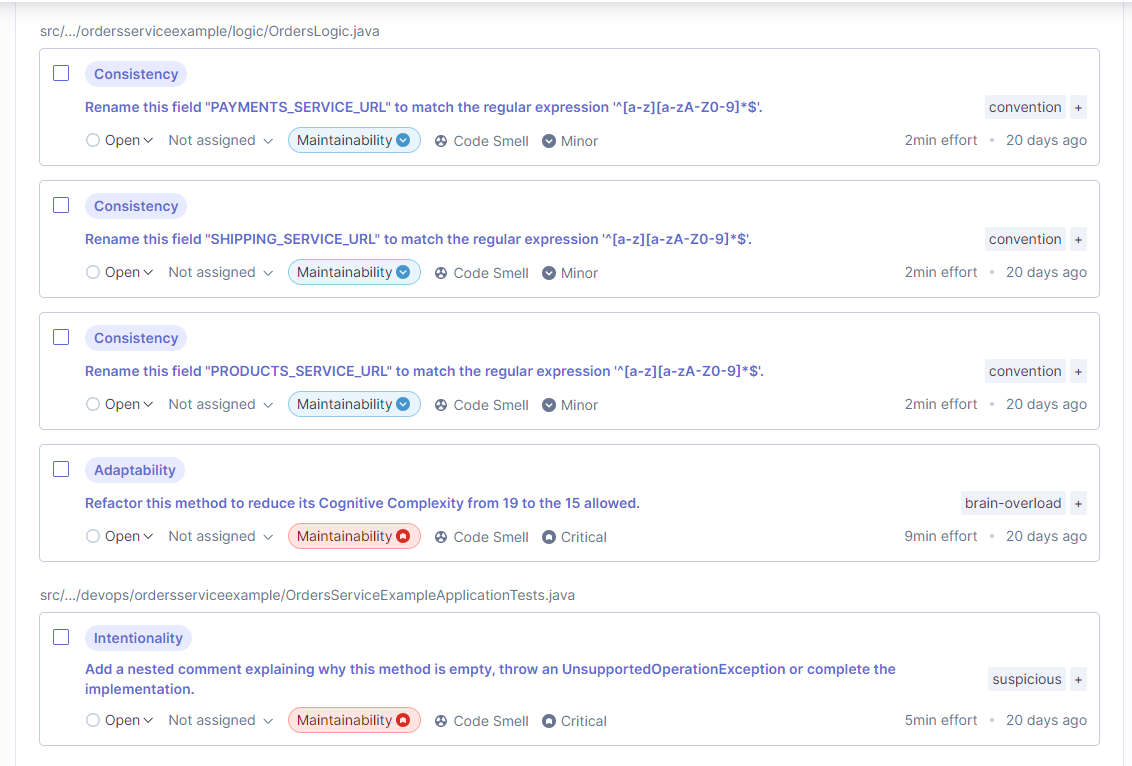 src/.../ordersserviceexample/logic/OrdersLogic.java
Consistency
Rename this field "PAYMENTS_SERVICE_URL" to match the regular expression '^[a-z][a-zA-Z0-9]*$'.
convention +
Open Not assigned Maintainability Code Smell Minor 2min effort • 20 days ago
Consistency
Rename this field "SHIPPING_SERVICE_URL" to match the regular expression '^[a-z][a-zA-Z0-9]*$'.
convention +
Open Not assigned Maintainability Code Smell Minor 2min effort • 20 days ago
Consistency
Rename this field "PRODUCTS_SERVICE_URL" to match the regular expression '^[a-z][a-zA-Z0-9]*$'.
convention +
Open Not assigned Maintainability Code Smell Minor 2min effort • 20 days ago
Adaptability
Refactor this method to reduce its Cognitive Complexity from 19 to the 15 allowed.
brain-overload +
Open Not assigned Maintainability Code Smell Critical 9min effort • 20 days ago
src/.../devops/ordersserviceexample/OrdersServiceExampleApplicationTests.java
Intentionality
Add a nested comment explaining why this method is empty, throw an UnsupportedOperationException or complete the
implementation.
suspicious +
Open Not assigned Maintainability Code Smell Critical 5min effort • 20 days ago